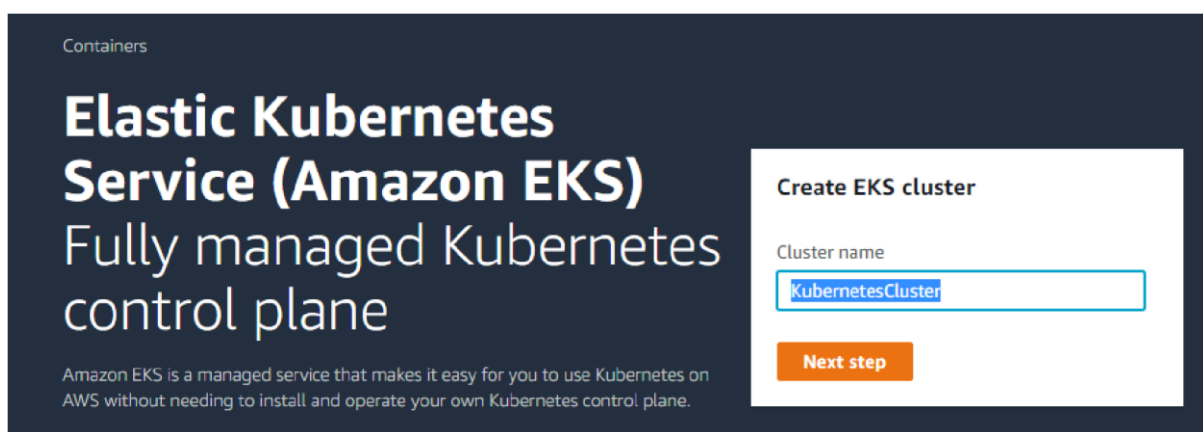 Containers
Elastic Kubernetes
Service (Amazon EKS)
Fully managed Kubernetes
control plane
Amazon EKS is a managed service that makes it easy for you to use Kubernetes on
AWS without needing to install and operate your own Kubernetes control plane.
Create EKS cluster
Cluster name
KubernetesCluster
Next step